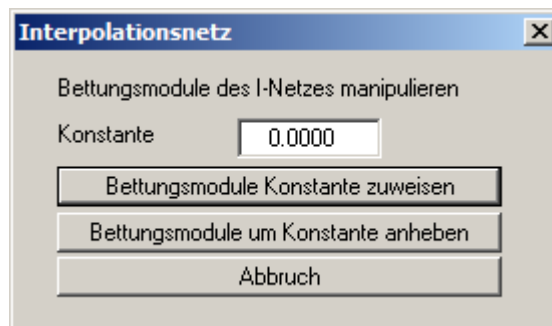 Interpolationsnetz
Bettungsmodule des I-Netzes manipulieren
Konstante 0.0000
Bettungsmodule Konstante zuweisen
Bettungsmodule um Konstante anheben
Abbruch